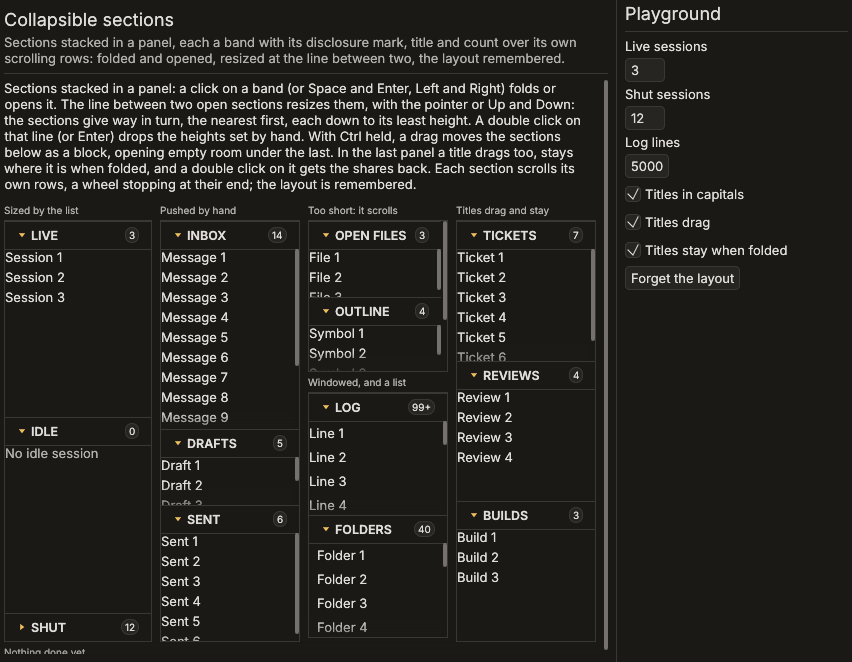 Collapsible sections
Sections stacked in a panel, each a band with its disclosure mark, title and count over its own
scrolling rows: folded and opened, resized at the line between two, the layout remembered.
Sections stacked in a panel: a click on a band (or Space and Enter, Left and Right) folds or
opens it. The line between two open sections resizes them, with the pointer or Up and Down:
the sections give way in turn, the nearest first, each down to its least height. A double click on
that line (or Enter) drops the heights set by hand. With Ctrl held, a drag moves the sections
below as a block, opening empty room under the last. In the last panel a title drags too, stays
where it is when folded, and a double click on it gets the shares back. Each section scrolls its
own rows, a wheel stopping at their end; the layout is remembered.
Sized by the list
LIVE 3
Session 1
Session 2
Session 3
IDLE 0
No idle session
SHUT 12
Nothing done yet
Pushed by hand
INBOX 14
Message 1
Message 2
Message 3
Message 4
Message 5
Message 6
Message 7
Message 8
Message 9
DRAFTS 5
Draft 1
Draft 2
Draft 3
SENT 6
Sent 1
Sent 2
Sent 3
Sent 4
Sent 5
Sent 6
Too short: it scrolls
OPEN FILES 3
File 1
File 2
File 3
OUTLINE 4
Symbol 1
Symbol 2
Windowed, and a list
LOG 99+
Line 1
Line 2
Line 3
Line 4
FOLDERS 40
Folder 1
Folder 2
Folder 3
Folder 4
Titles drag and stay
TICKETS 7
Ticket 1
Ticket 2
Ticket 3
Ticket 4
Ticket 5
Ticket 6
REVIEWS 4
Review 1
Review 2
Review 3
Review 4
BUILDS 3
Build 1
Build 2
Build 3
Playground
Live sessions
3
Shut sessions
12
Log lines
5000
Titles in capitals
Titles drag
Titles stay when folded
Forget the layout